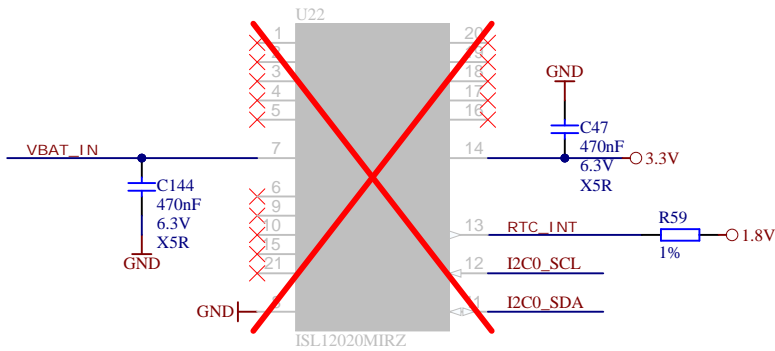 U22
1
20
2
19
3
18
4
17
5
16
GND
C47
470nF
6.3V
X5R
VBAT_IN
7
14
3.3V
C144
470nF
6.3V
X5R
GND
6
9
10
13
RTC_INT
R59
1%
1.8V
15
21
12
I2C0_SCL
GND
I2C0_SDA
ISL12020MIRZ